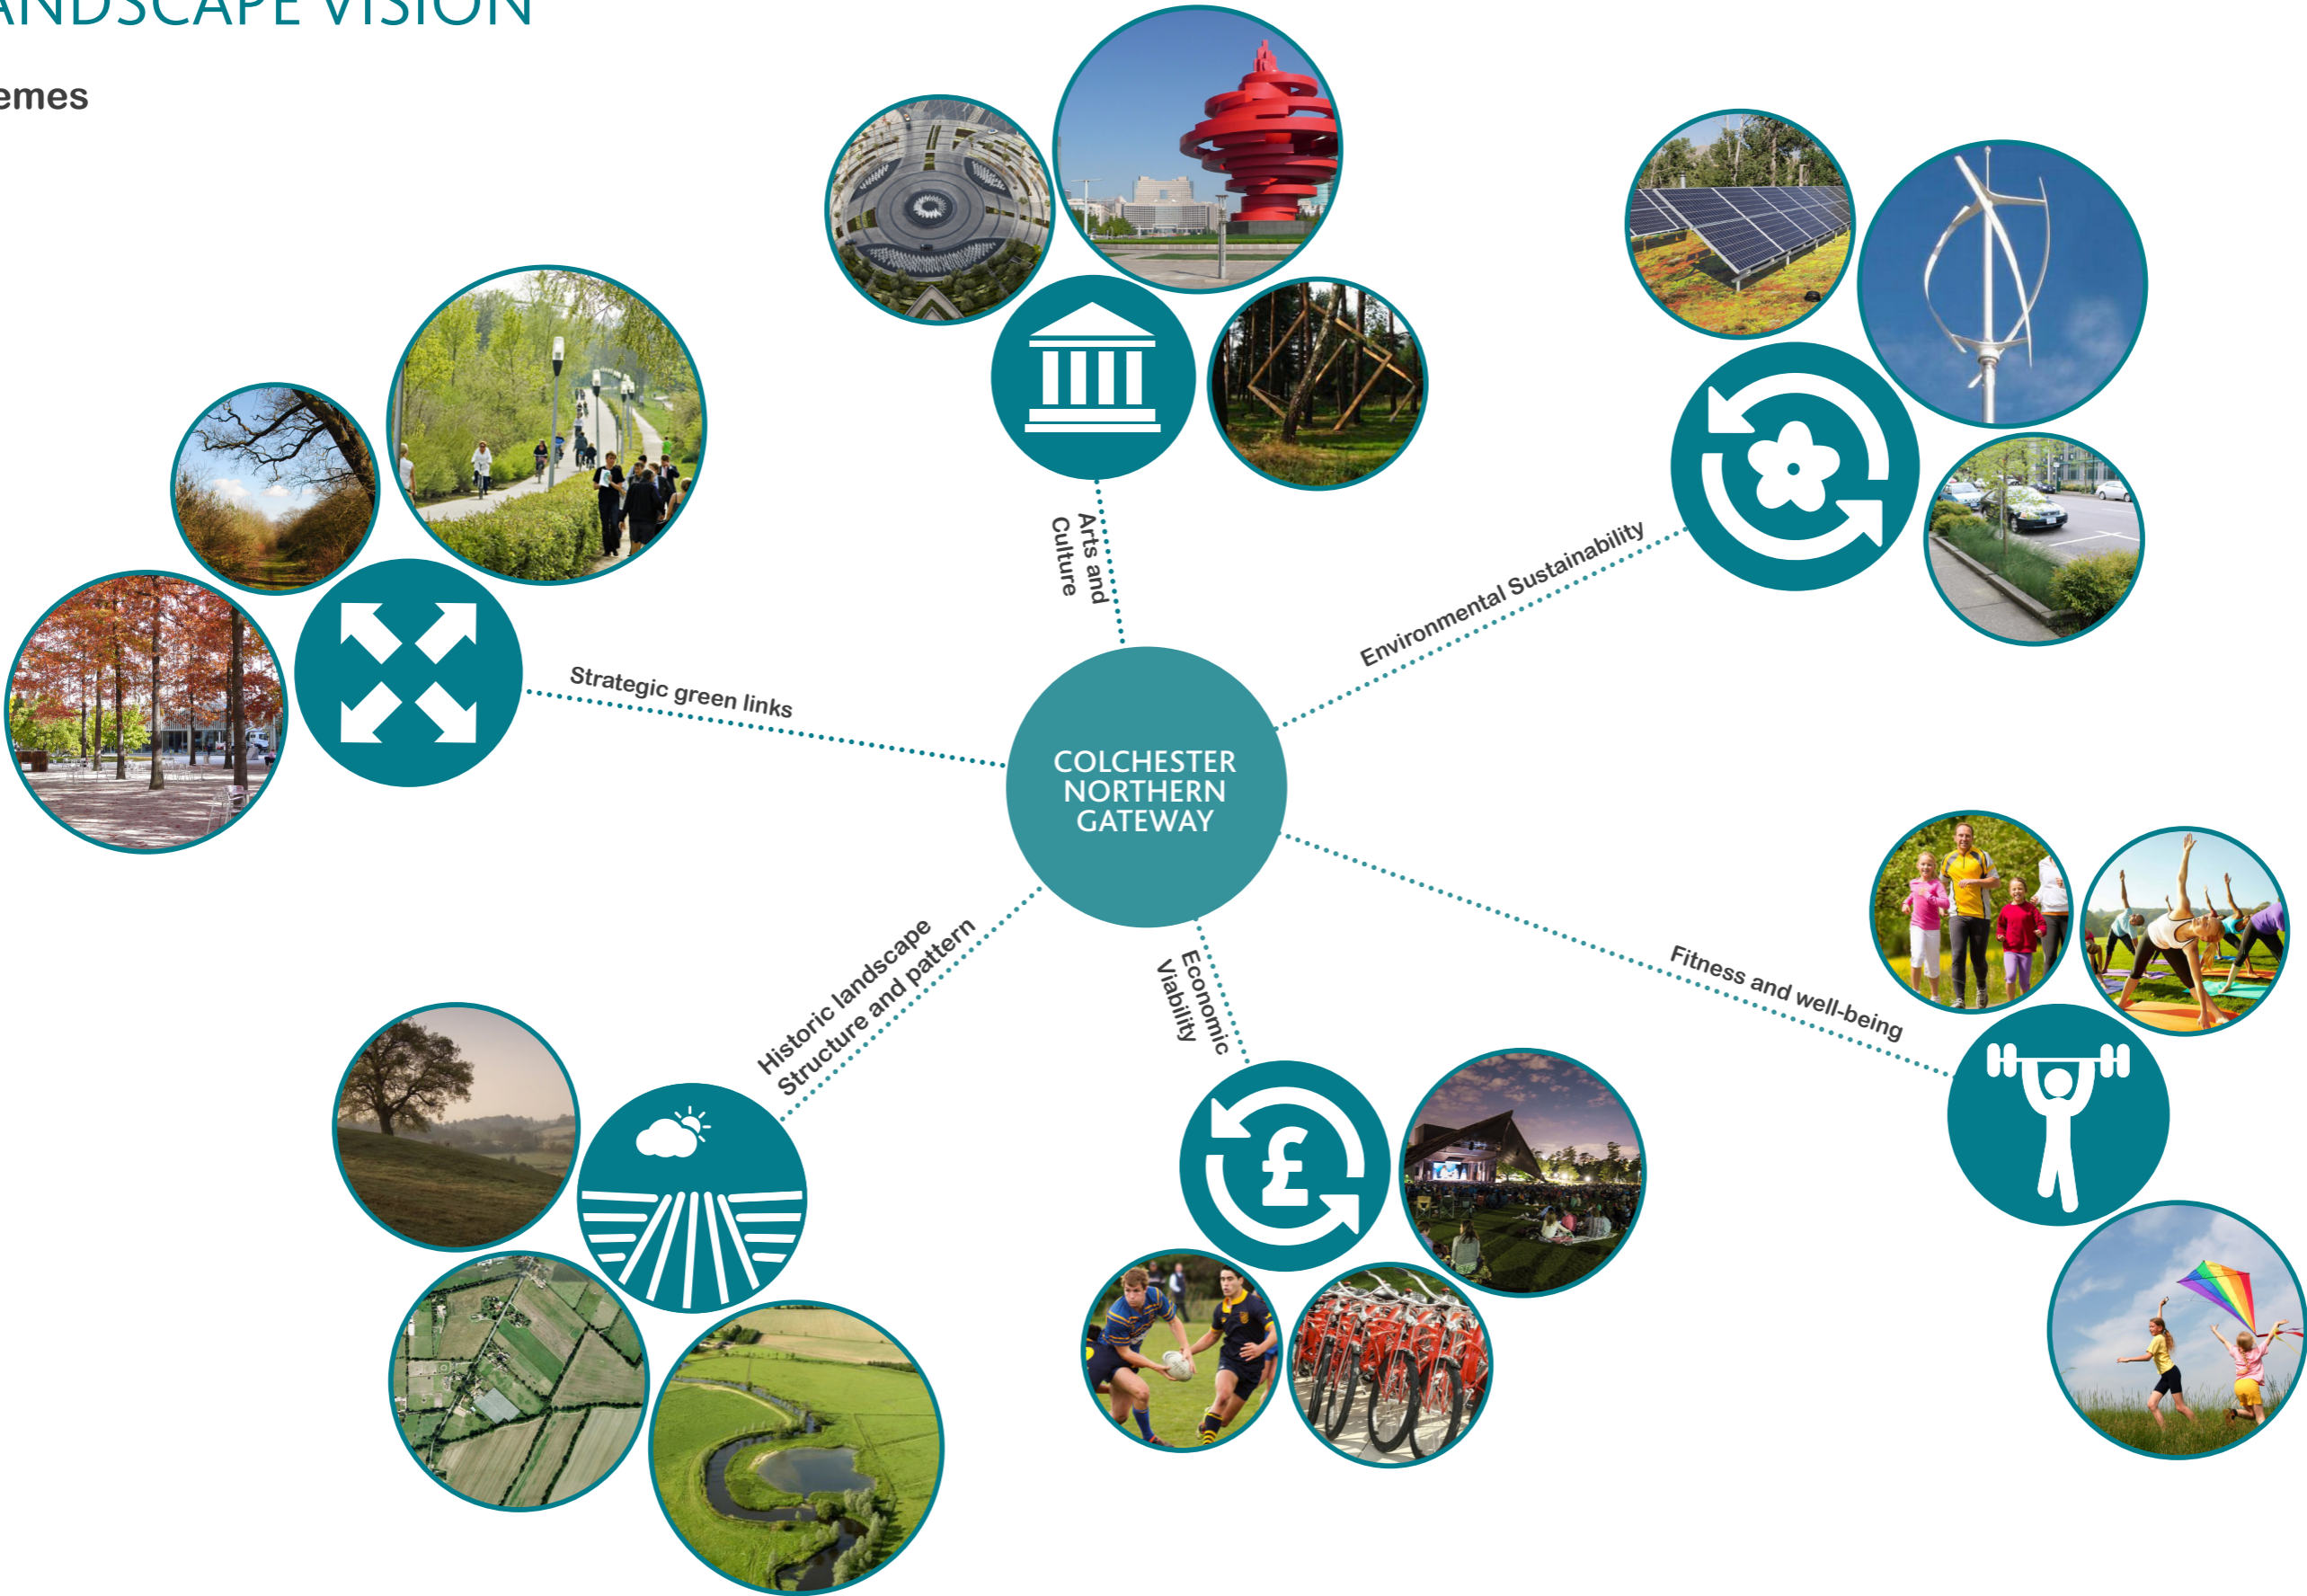 ANDSCAPE VISION
emes
Arts and
Culture
Environmental Sustainability
Strategic green links
COLCHESTER
NORTHERN
GATEWAY
Historic landscape
Structure and pattern
Economic
Viability
Fitness and well-being
£